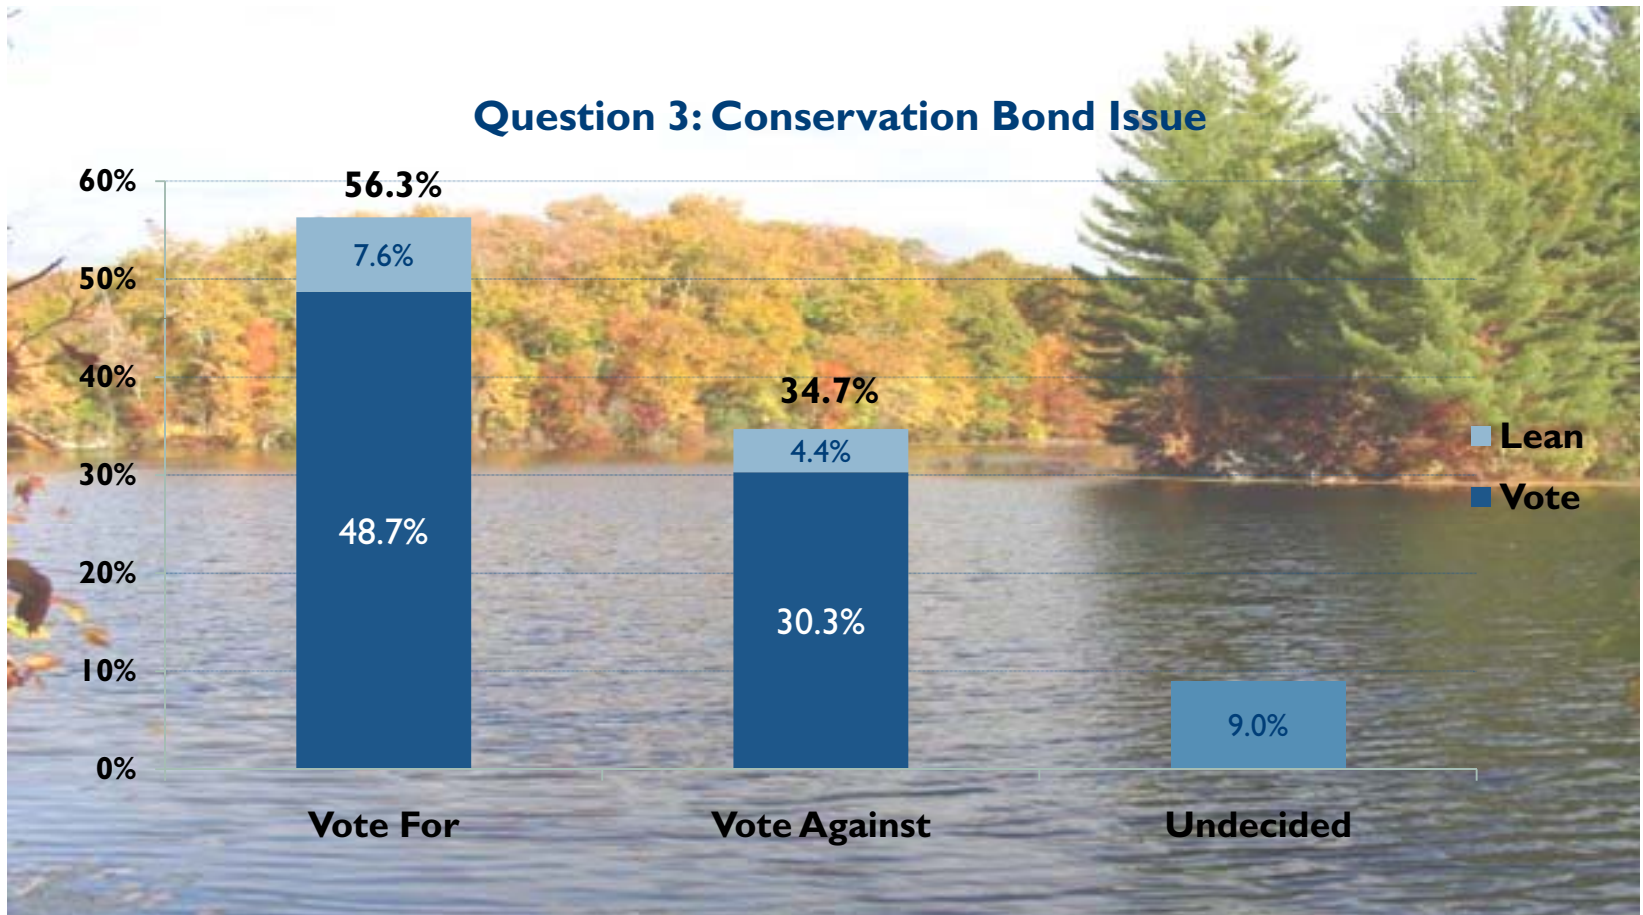 Question 3: Conservation Bond Issue
60%
50%
40%
30%
20%
10%
0%
56.3%
7.6%
48.7%
34.7%
4.4%
30.3%
9.0%
Vote For
Vote Against
Undecided
Lean
Vote